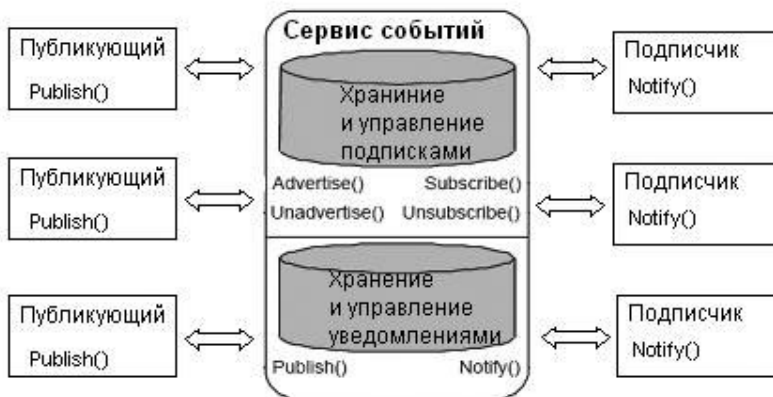 Публикующий
Publish()
Публикующий
Publish()
Публикующий
Publish()
Сервис событий
Храниние
и управление
подписками
Advertise() Subscribe()
Unadvertise() Unsubscribe()
Хранение
и управление
уведомлениями
Publish() Notify()
Подписчик
Notify()
Подписчик
Notify()
Подписчик
Notify()